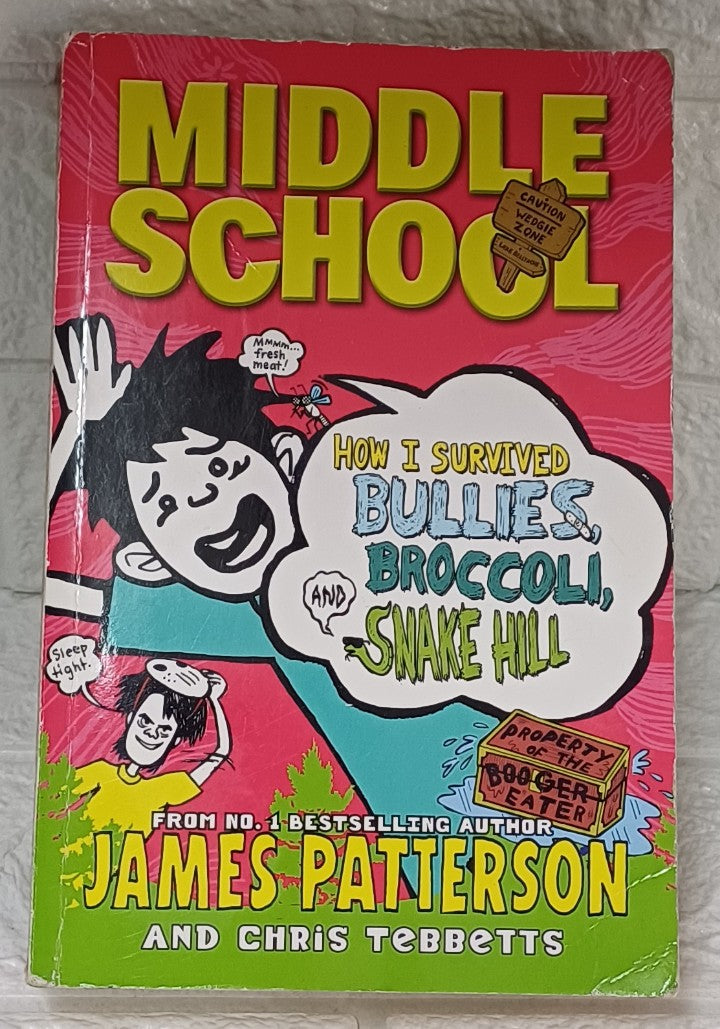 MIDDLE
SCHOOL
CAUTION
WEDGIE
ZONE
Mmmm...
fresh
meat!
HOW I SURVIVED
BULLIES,
BROCCOLI,
AND
SNAKE HILL
Sleep
tight.
PROPERTY
OF THE
BOOGER
EATER
FROM NO. 1 BESTSELLING AUTHOR
JAMES PATTERSON
AND CHRiS TeBBeTTS